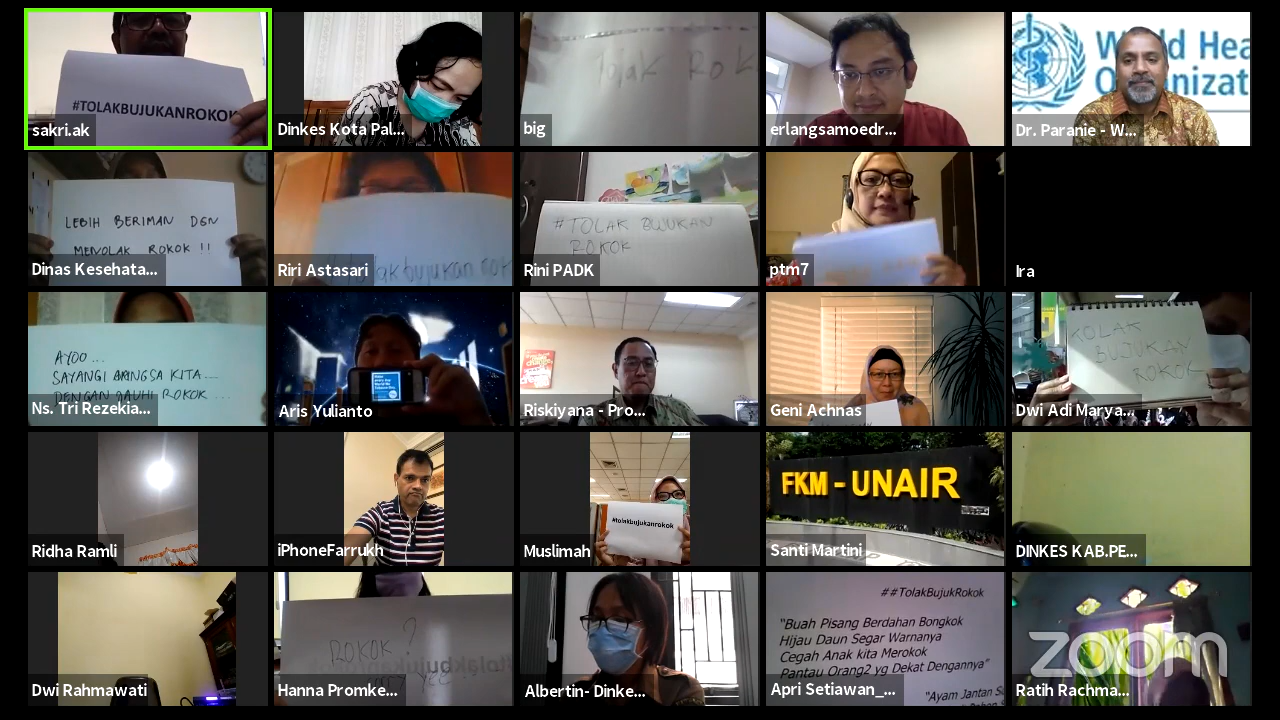 #TOLAKBUJUKANROKOK
sakri.ak
Dinkes Kota Pal...
Tolak Rok
big
erlangsamoedr...
World Hea
Organizat
Dr. Paranie - W...
LEBIH BERIMAN DGN
MENOLAK ROKOK !!
Dinas Kesehata...
lakbujukan rok
Riri Astasari
#TOLAK BUJUKAN
ROKOK
Rini PADK
ptm7
Ira
AYOO ...
SAYANGI BANGSA KITA...
DENGAN JAUHI ROKOK ...
Ns. Tri Rezekia...
Aris Yulianto
Riskiyana - Pro...
Geni Achnas
TOLAK
BUJUKAN
ROKOK
Dwi Adi Marya...
Ridha Ramli
iPhoneFarrukh
#tolakbujukanrokok
Muslimah
FKM - UNAIR
Santi Martini
DINKES KAB.PE...
Dwi Rahmawati
ROKOK ?
Hanna Promke...
Albertin- Dinke...
##TolakBujukRokok
"Buah Pisang Berdahan Bongkok
Hijau Daun Segar Warnanya
Cegah Anak kita Merokok
Pantau Orang2 yg Dekat Dengannya"
"Ayam Jantan S
Apri Setiawan_...
zoom
Ratih Rachma...